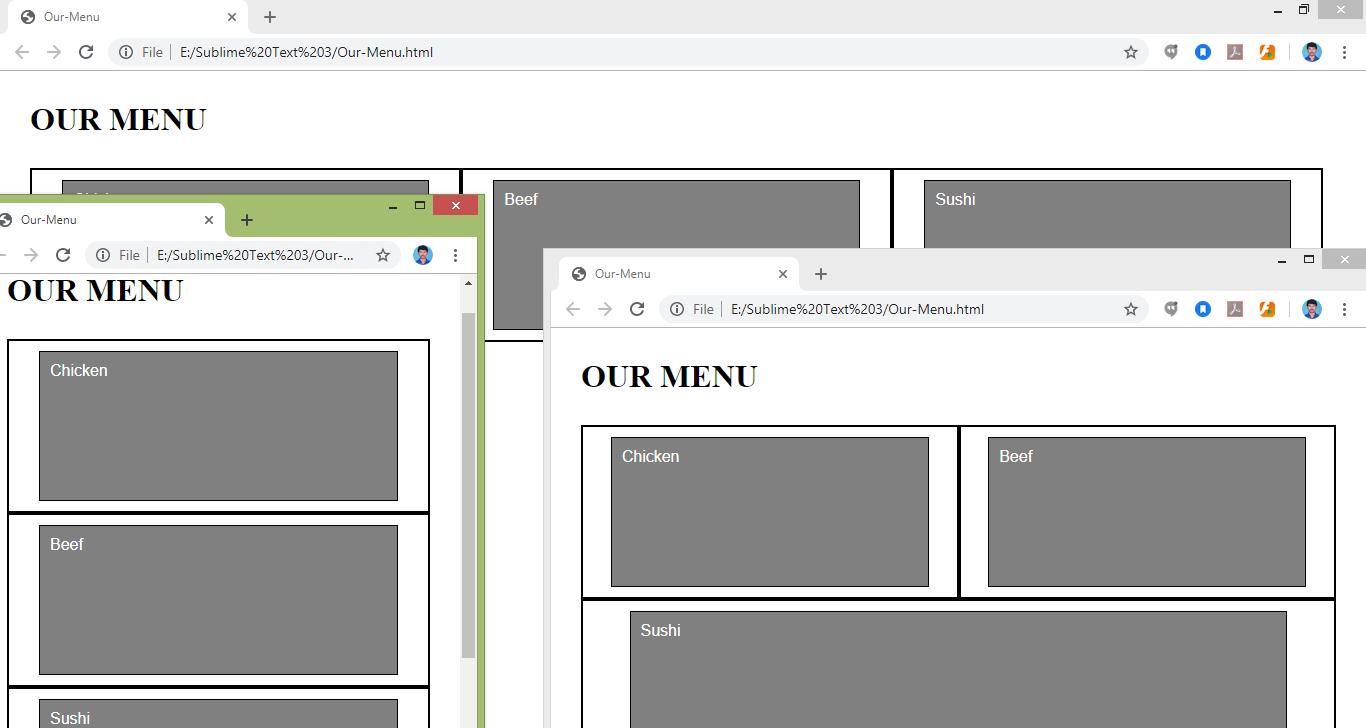 Our-Menu
File E:/Sublime%20Text%203/Our-Menu.html
OUR MENU
Beef
Sushi
Our-Menu
File E:/Sublime%20Text%203/Our-...
OUR MENU
Chicken
Beef
Sushi
Our-Menu
File E:/Sublime%20Text%203/Our-Menu.html
OUR MENU
Chicken
Beef
Sushi